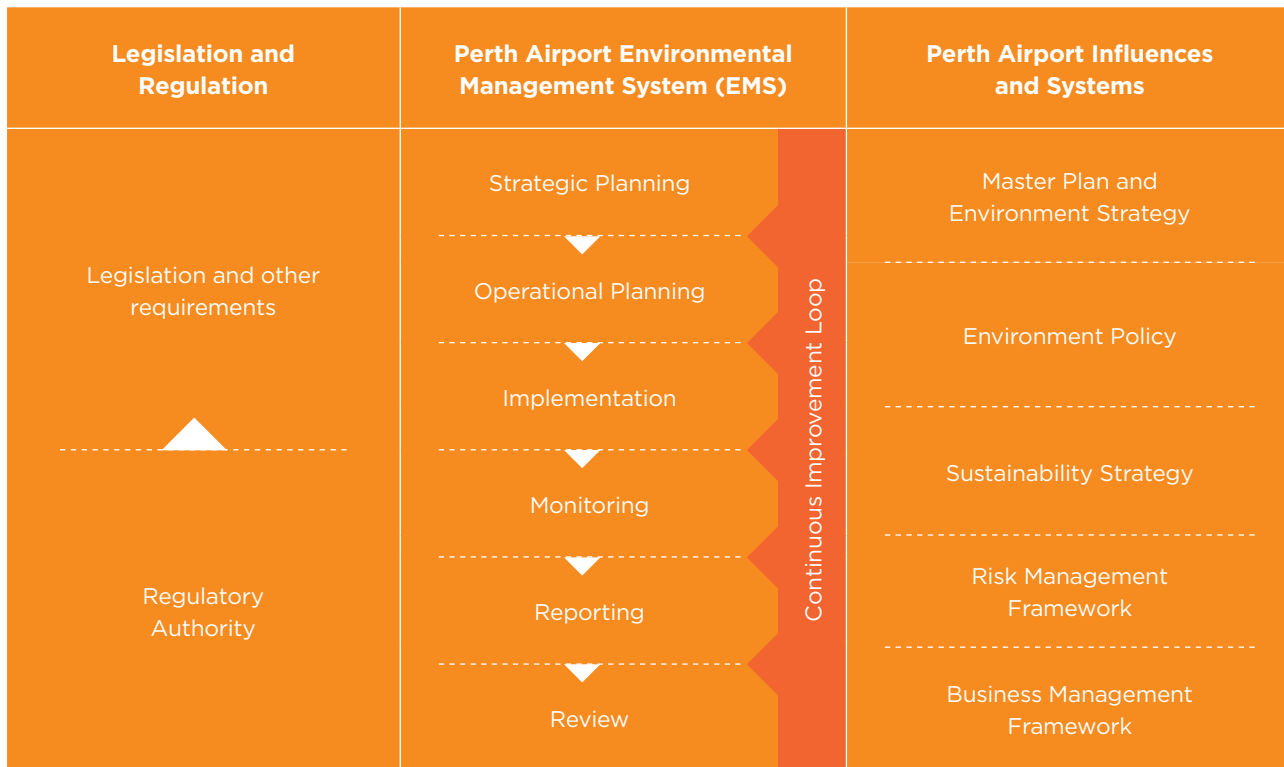 Legislation and
Regulation
Perth Airport Environmental
Management System (EMS)
Perth Airport Influences
and Systems
Legislation and other
requirements
Regulatory
Authority
Strategic Planning
Operational Planning
Implementation
Monitoring
Reporting
Review
Continuous Improvement Loop
Master Plan and
Environment Strategy
Environment Policy
Sustainability Strategy
Risk Management
Framework
Business Management
Framework